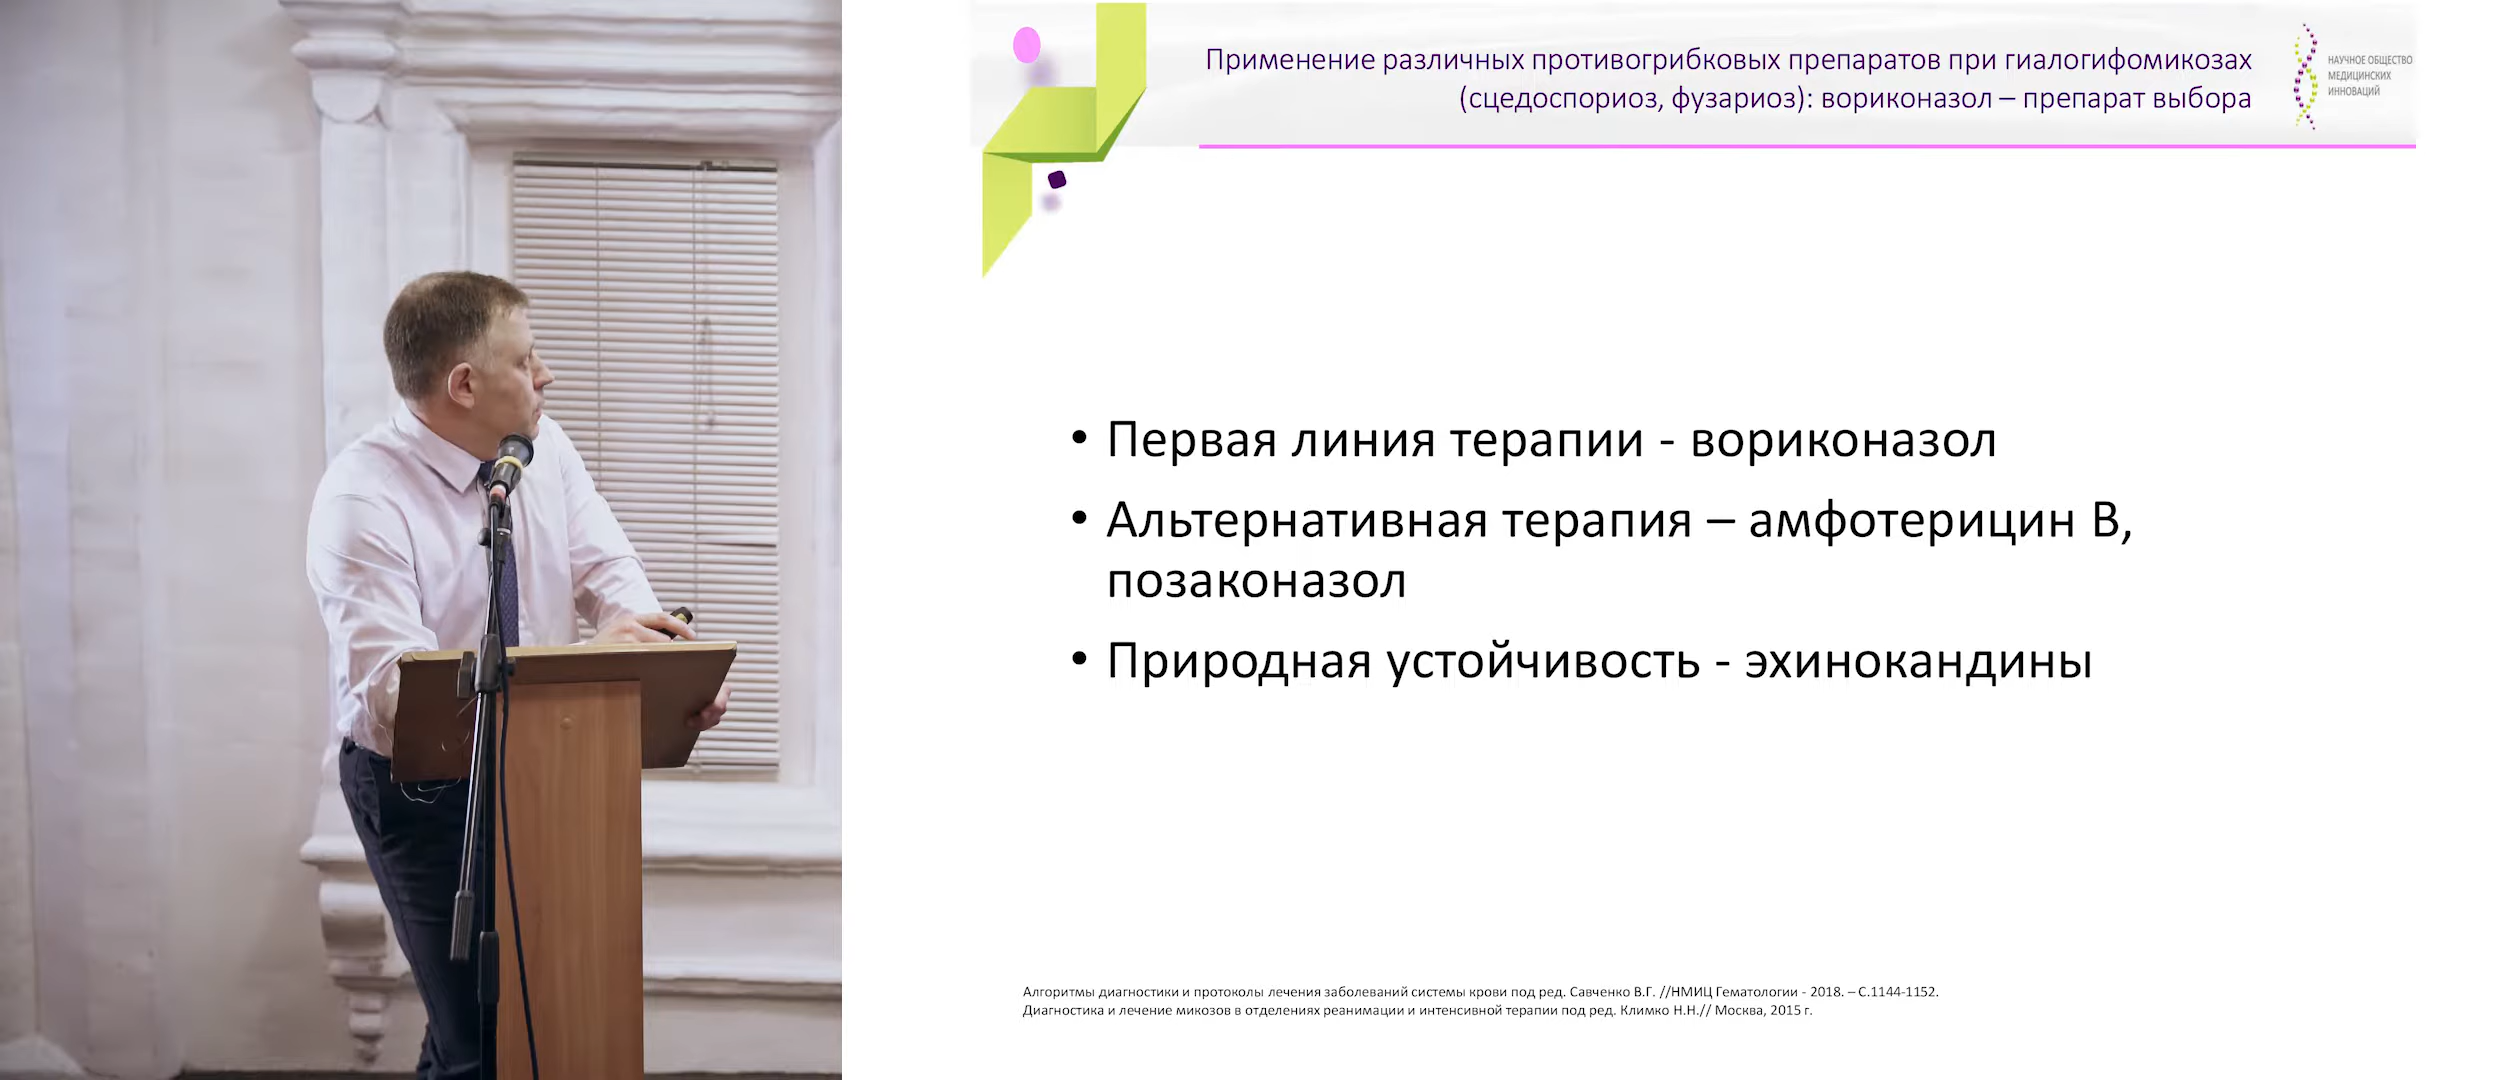 Применение различных противогрибковых препаратов при гиалогифомикозах
(сцедоспориоз, фузариоз): вориконазол – препарат выбора
НАУЧНОЕ ОБЩЕСТВО
МЕДИЦИНСКИХ
ИННОВАЦИЙ
• Первая линия терапии - вориконазол
• Альтернативная терапия – амфотерицин В,
позаконазол
• Природная устойчивость - эхинокандины
Алгоритмы диагностики и протоколы лечения заболеваний системы крови под ред. Савченко В.Г. //НМИЦ Гематологии - 2018. – С.1144-1152.
Диагностика и лечение микозов в отделениях реанимации и интенсивной терапии под ред. Климко Н.Н.// Москва, 2015 г.